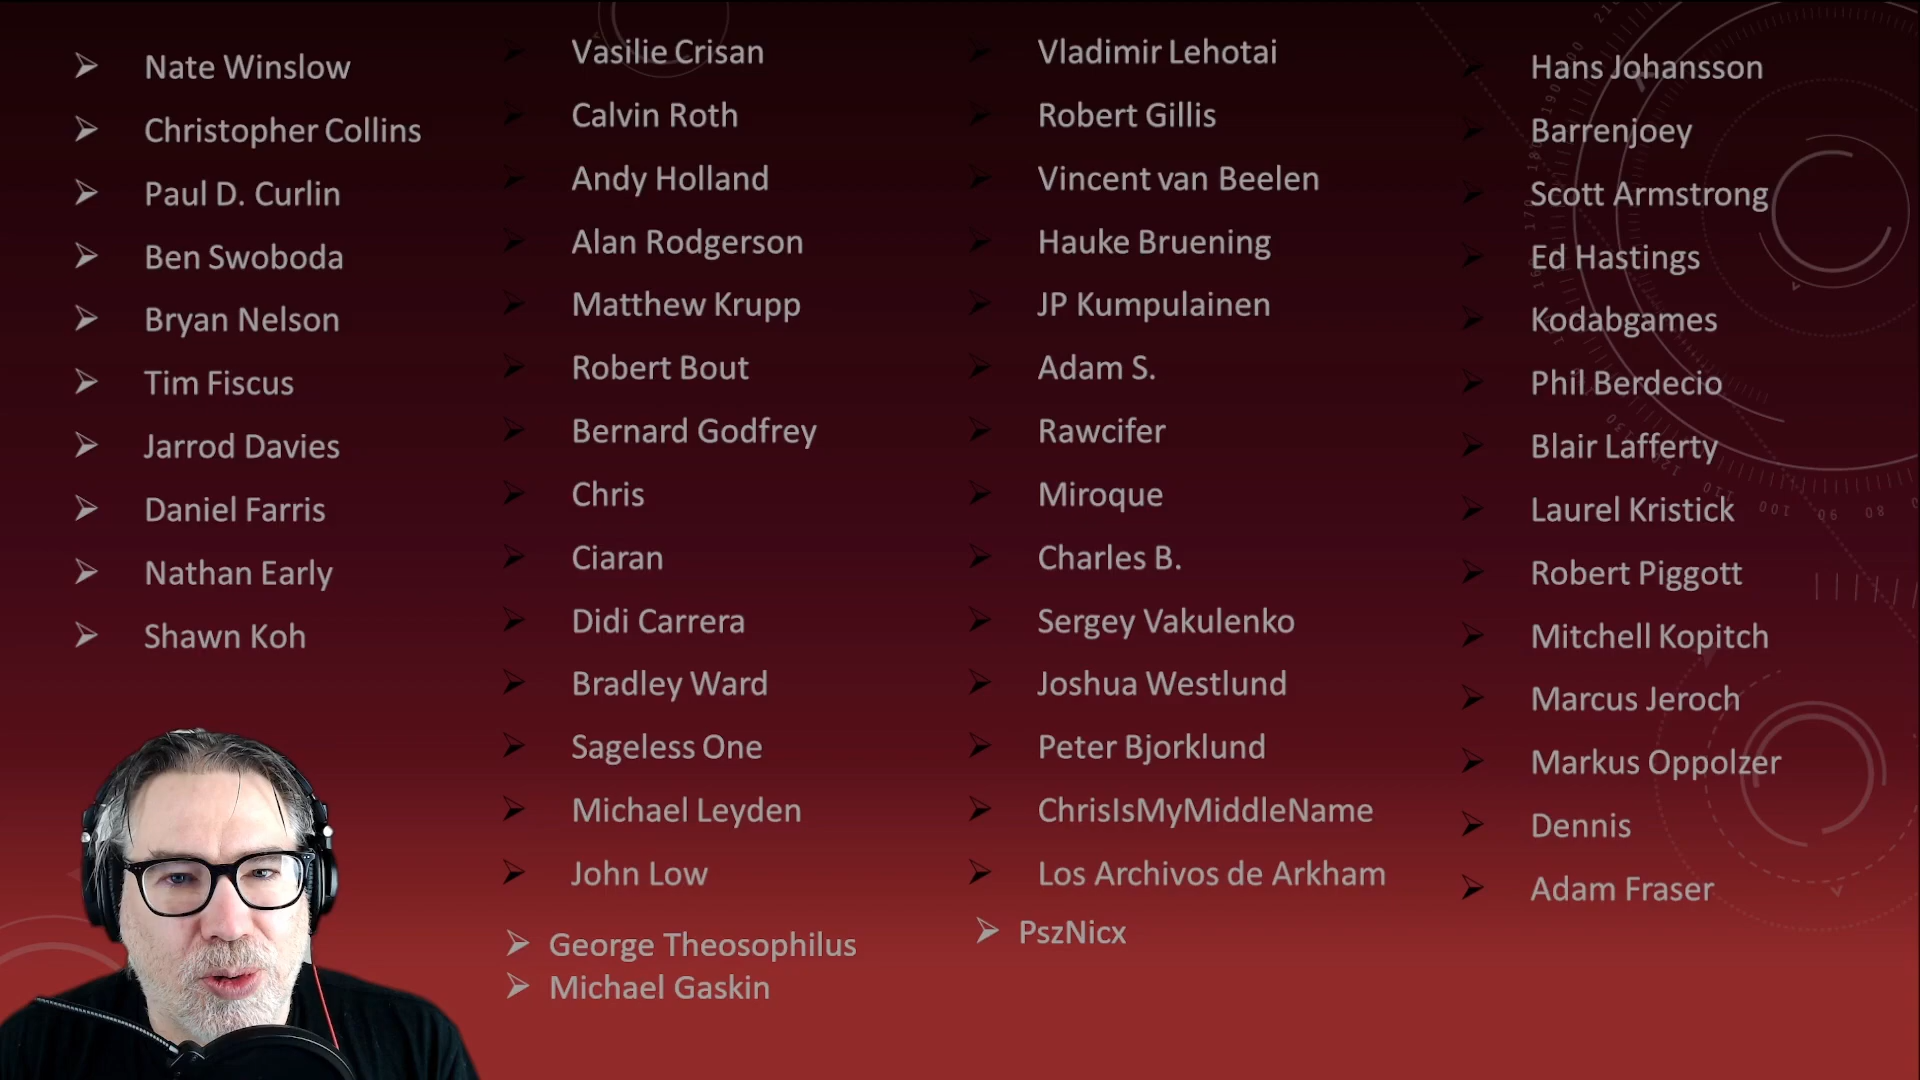 Nate Winslow
Christopher Collins
Paul D. Curlin
Ben Swoboda
Bryan Nelson
Tim Fiscus
Jarrod Davies
Daniel Farris
Nathan Early
Shawn Koh
Vasilie Crisan
Calvin Roth
Andy Holland
Alan Rodgerson
Matthew Krupp
Robert Bout
Bernard Godfrey
Chris
Ciaran
Didi Carrera
Bradley Ward
Sageless One
Michael Leyden
John Low
George Theosophilus
Michael Gaskin
Vladimir Lehotai
Robert Gillis
Vincent van Beelen
Hauke Bruening
JP Kumpulainen
Adam S.
Rawcifer
Miroque
Charles B.
Sergey Vakulenko
Joshua Westlund
Peter Bjorklund
ChrisIsMyMiddleName
Los Archivos de Arkham
PszNicx
Hans Johansson
Barrenjoey
Scott Armstrong
Ed Hastings
Kodabgames
Phil Berdecio
Blair Lafferty
Laurel Kristick
Robert Piggott
Mitchell Kopitch
Marcus Jeroch
Markus Oppolzer
Dennis
Adam Fraser